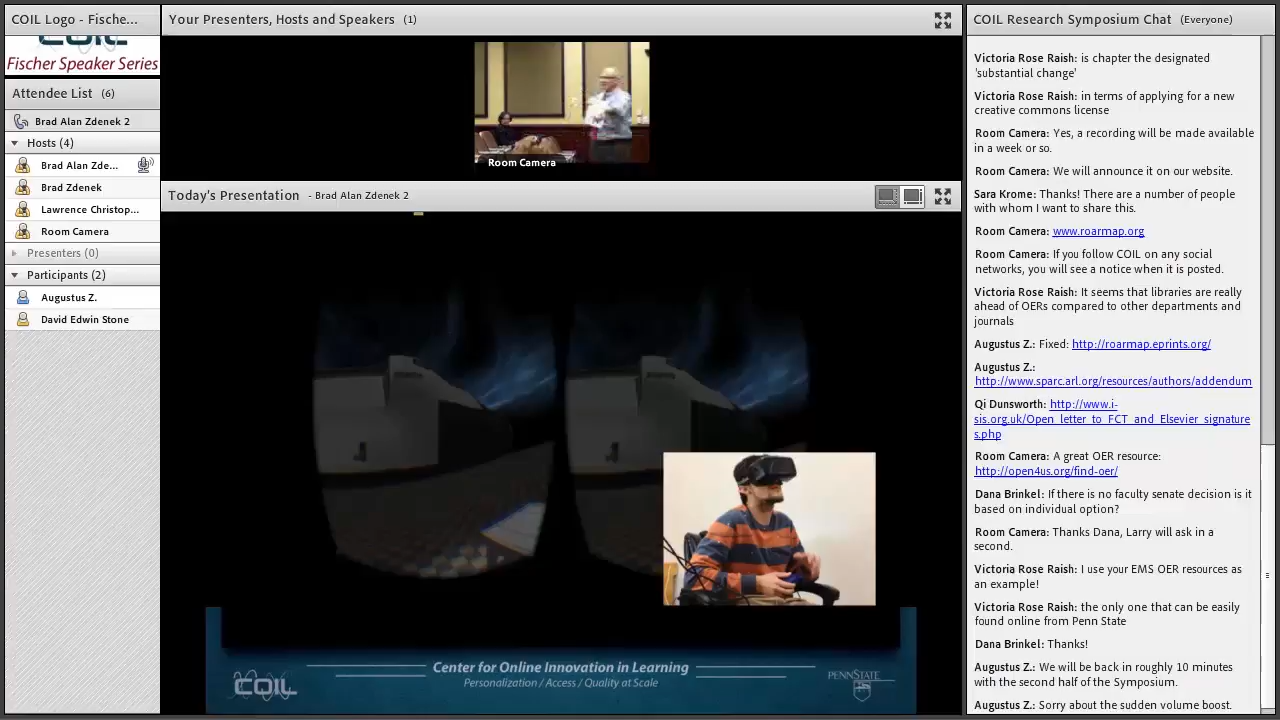 COIL Logo - Fische...
COIL
Fischer Speaker Series
Attendee List (6)
Brad Alan Zdenek 2
Hosts (4)
Brad Alan Zde...
Brad Zdenek
Lawrence Christop...
Room Camera
Presenters (0)
Participants (2)
Augustus Z.
David Edwin Stone
Your Presenters, Hosts and Speakers (1)
Room Camera
Today's Presentation - Brad Alan Zdenek 2
COIL
Center for Online Innovation in Learning
Personalization / Access / Quality at Scale
PENNSTATE
COIL Research Symposium Chat (Everyone)
Victoria Rose Raish: is chapter the designated
'substantial change'
Victoria Rose Raish: in terms of applying for a new
creative commons license
Room Camera: Yes, a recording will be made available
in a week or so.
Room Camera: We will announce it on our website.
Sara Krome: Thanks! There are a number of people
with whom I want to share this.
Room Camera: www.roarmap.org
Room Camera: If you follow COIL on any social
networks, you will see a notice when it is posted.
Victoria Rose Raish: It seems that libraries are really
ahead of OERs compared to other departments and
journals
Augustus Z.: Fixed: http://roarmap.eprints.org/
Augustus Z.:
http://www.sparc.arl.org/resources/authors/addendum
Qi Dunsworth: http://www.i-
sis.org.uk/Open_letter_to_FCT_and_Elsevier_signature
s.php
Room Camera: A great OER resource:
http://open4us.org/find-oer/
Dana Brinkel: If there is no faculty senate decision is it
based on individual option?
Room Camera: Thanks Dana, Larry will ask in a
second.
Victoria Rose Raish: I use your EMS OER resources as
an example!
Victoria Rose Raish: the only one that can be easily
found online from Penn State
Dana Brinkel: Thanks!
Augustus Z.: We will be back in roughly 10 minutes
with the second half of the Symposium.
Augustus Z.: Sorry about the sudden volume boost.